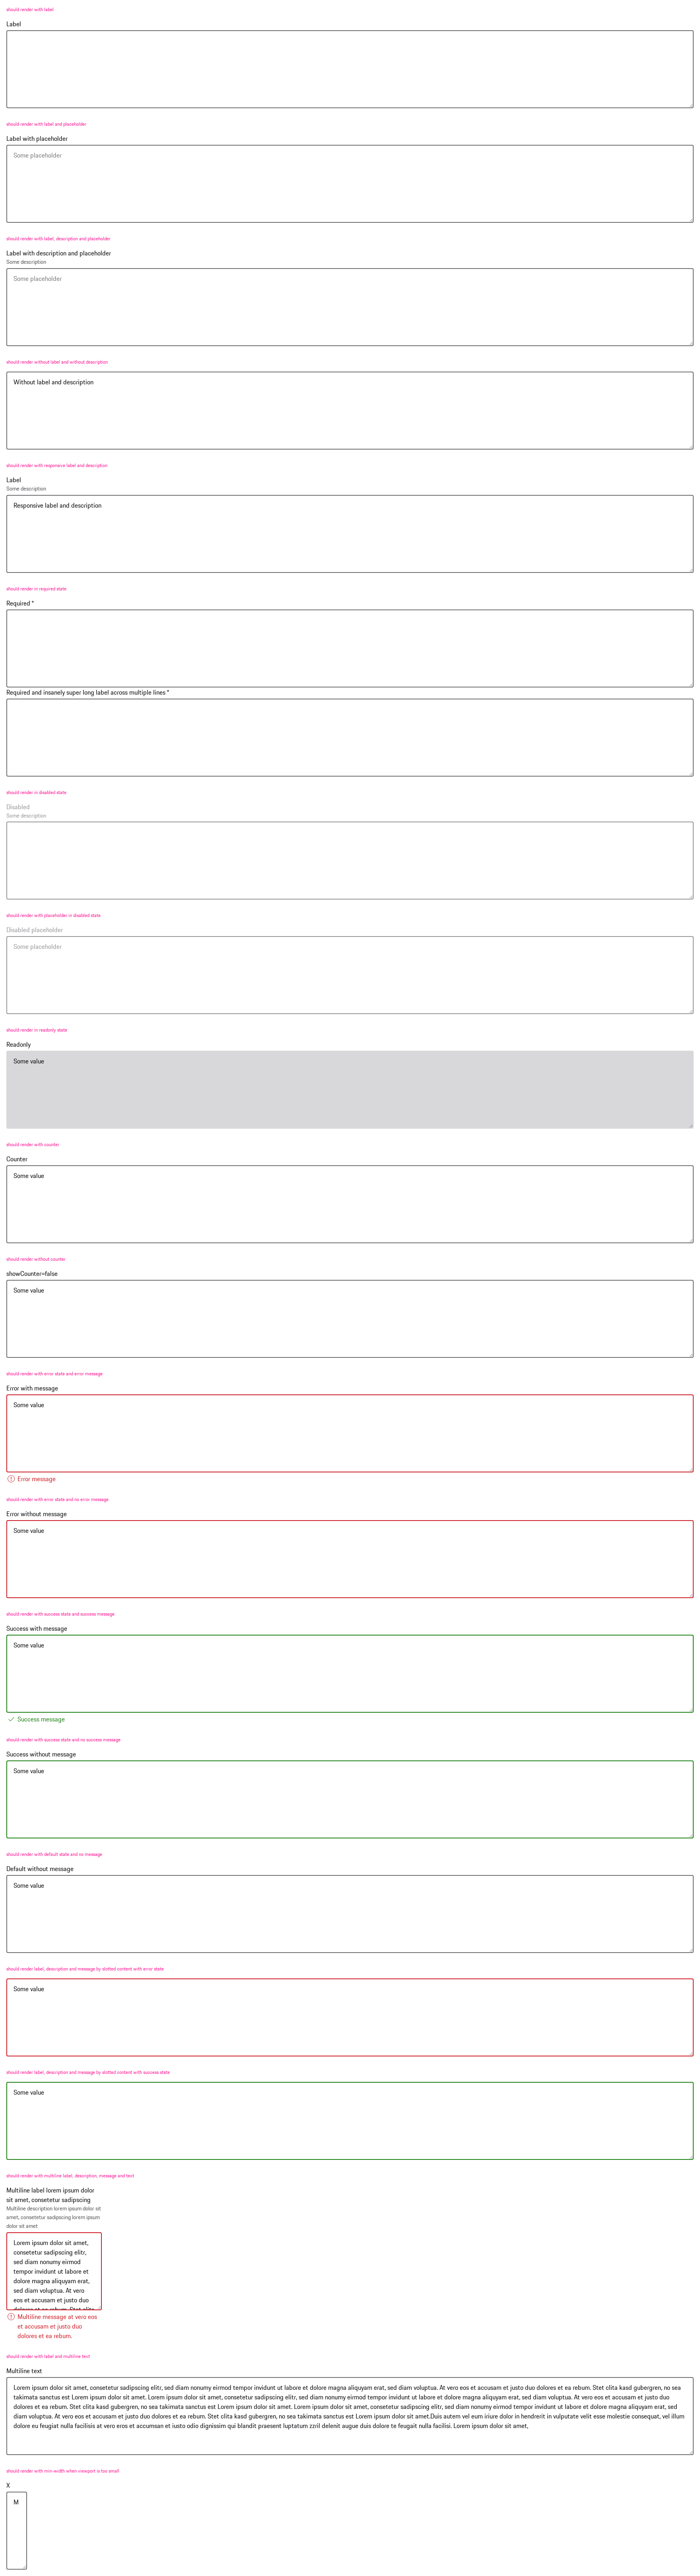 should render with label
Label
should render with label and placeholder
Label with placeholder
Some placeholder
should render with label, description and placeholder
Label with description and placeholder
Some description
Some placeholder
should render without label and without description
Without label and description
should render with responsive label and description
Label
Some description
Responsive label and description
should render in required state
Required *
Required and insanely super long label across multiple lines *
should render in disabled state
Disabled
Some description
should render with placeholder in disabled state
Disabled placeholder
Some placeholder
should render in readonly state
Readonly
Some value
should render with counter
Counter
Some value
should render without counter
showCounter=false
Some value
should render with error state and error message
Error with message
Some value
Error message
should render with error state and no error message
Error without message
Some value
should render with success state and success message
Success with message
Some value
Success message
should render with success state and no success message
Success without message
Some value
should render with default state and no message
Default without message
Some value
should render label, description and message by slotted content with error state
Some value
should render label, description and message by slotted content with success state
Some value
should render with multiline label, description, message and text
Multiline label lorem ipsum dolor
sit amet, consetetur sadipscing
Multiline description lorem ipsum dolor sit
amet, consetetur sadipscing lorem ipsum
dolor sit amet
Lorem ipsum dolor sit amet,
consetetur sadipscing elitr,
sed diam nonumy eirmod
tempor invidunt ut labore et
dolore magna aliquyam erat,
sed diam voluptua. At vero
eos et accusam et justo duo
dolores et ea rebum. Stet clita
Multiline message at vero eos
et accusam et justo duo
dolores et ea rebum.
should render with label and multiline text
Multiline text
Lorem ipsum dolor sit amet, consetetur sadipscing elitr, sed diam nonumy eirmod tempor invidunt ut labore et dolore magna aliquyam erat, sed diam voluptua. At vero eos et accusam et justo duo dolores et ea rebum. Stet clita kasd gubergren, no sea
takimata sanctus est Lorem ipsum dolor sit amet. Lorem ipsum dolor sit amet, consetetur sadipscing elitr, sed diam nonumy eirmod tempor invidunt ut labore et dolore magna aliquyam erat, sed diam voluptua. At vero eos et accusam et justo duo
dolores et ea rebum. Stet clita kasd gubergren, no sea takimata sanctus est Lorem ipsum dolor sit amet. Lorem ipsum dolor sit amet, consetetur sadipscing elitr, sed diam nonumy eirmod tempor invidunt ut labore et dolore magna aliquyam erat, sed
diam voluptua. At vero eos et accusam et justo duo dolores et ea rebum. Stet clita kasd gubergren, no sea takimata sanctus est Lorem ipsum dolor sit amet.Duis autem vel eum iriure dolor in hendrerit in vulputate velit esse molestie consequat, vel illum
dolore eu feugiat nulla facilisis at vero eros et accumsan et iusto odio dignissim qui blandit praesent luptatum zzril delenit augue duis dolore te feugait nulla facilisi. Lorem ipsum dolor sit amet,
should render with min-width when viewport is too small
X
M